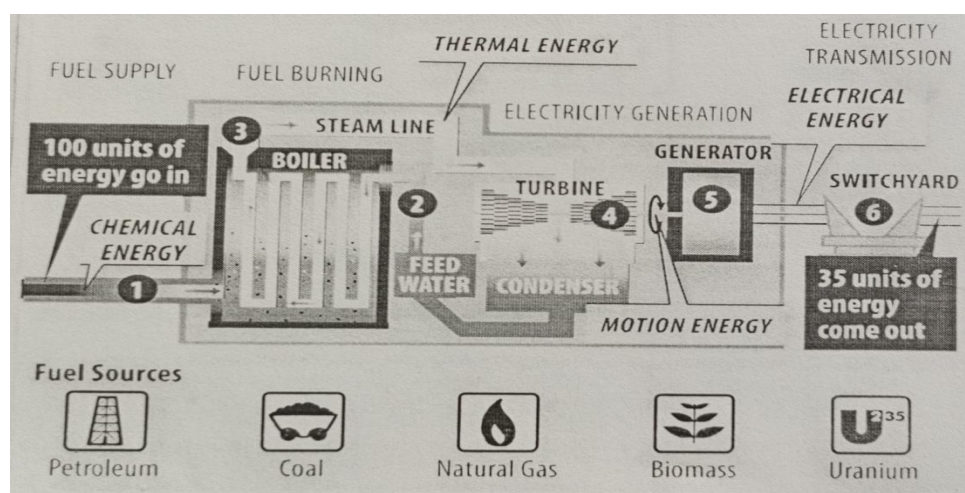 FUEL SUPPLY
FUEL BURNING
THERMAL ENERGY
ELECTRICITY
TRANSMISSION
ELECTRICITY GENERATION
ELECTRICAL
ENERGY
100 units of
energy go in
3
STEAM LINE
BOILER
GENERATOR
CHEMICAL
ENERGY
1
2
TURBINE
4
5
SWITCHYARD
6
FEED
WATER
CONDENSER
MOTION ENERGY
35 units of
energy
come out
Fuel Sources
Petroleum
Coal
Natural Gas
Biomass
U235
Uranium